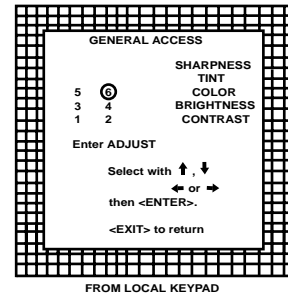 GENERAL ACCESS
SHARPNESS
TINT
5 6 COLOR
3 4 BRIGHTNESS
1 2 CONTRAST
Enter ADJUST
Select with ↑ , ↓
← or →
then <ENTER>.
<EXIT> to return
FROM LOCAL KEYPAD